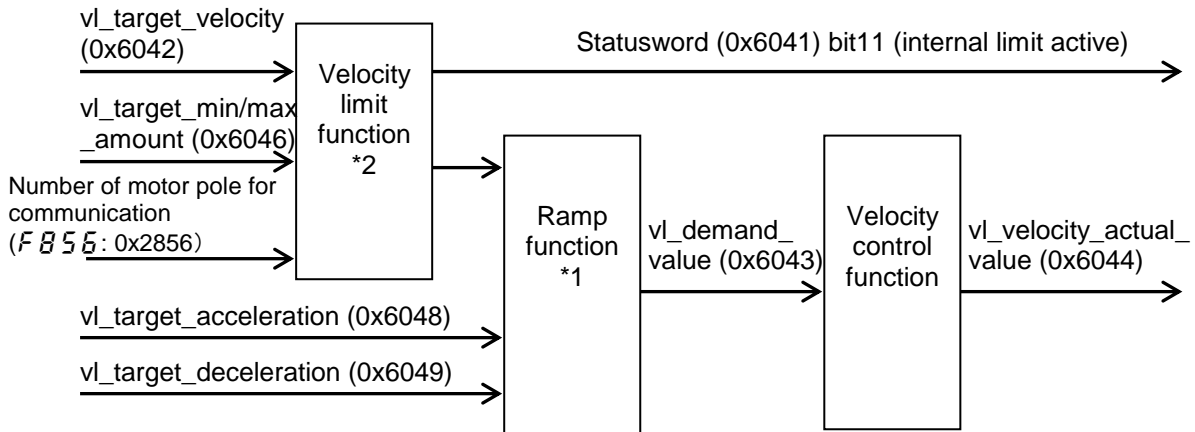 vl_target_velocity
(0x6042)
Statusword (0x6041) bit11 (internal limit active)
Velocity
limit
function
*2
vl_target_min/max
_amount (0x6046)
Number of motor pole for
communication
(F856: 0x2856)
Ramp
function
*1
vl_demand_
value (0x6043)
Velocity
control
function
vl_velocity_actual_
value (0x6044)
vl_target_acceleration (0x6048)
vl_target_deceleration (0x6049)